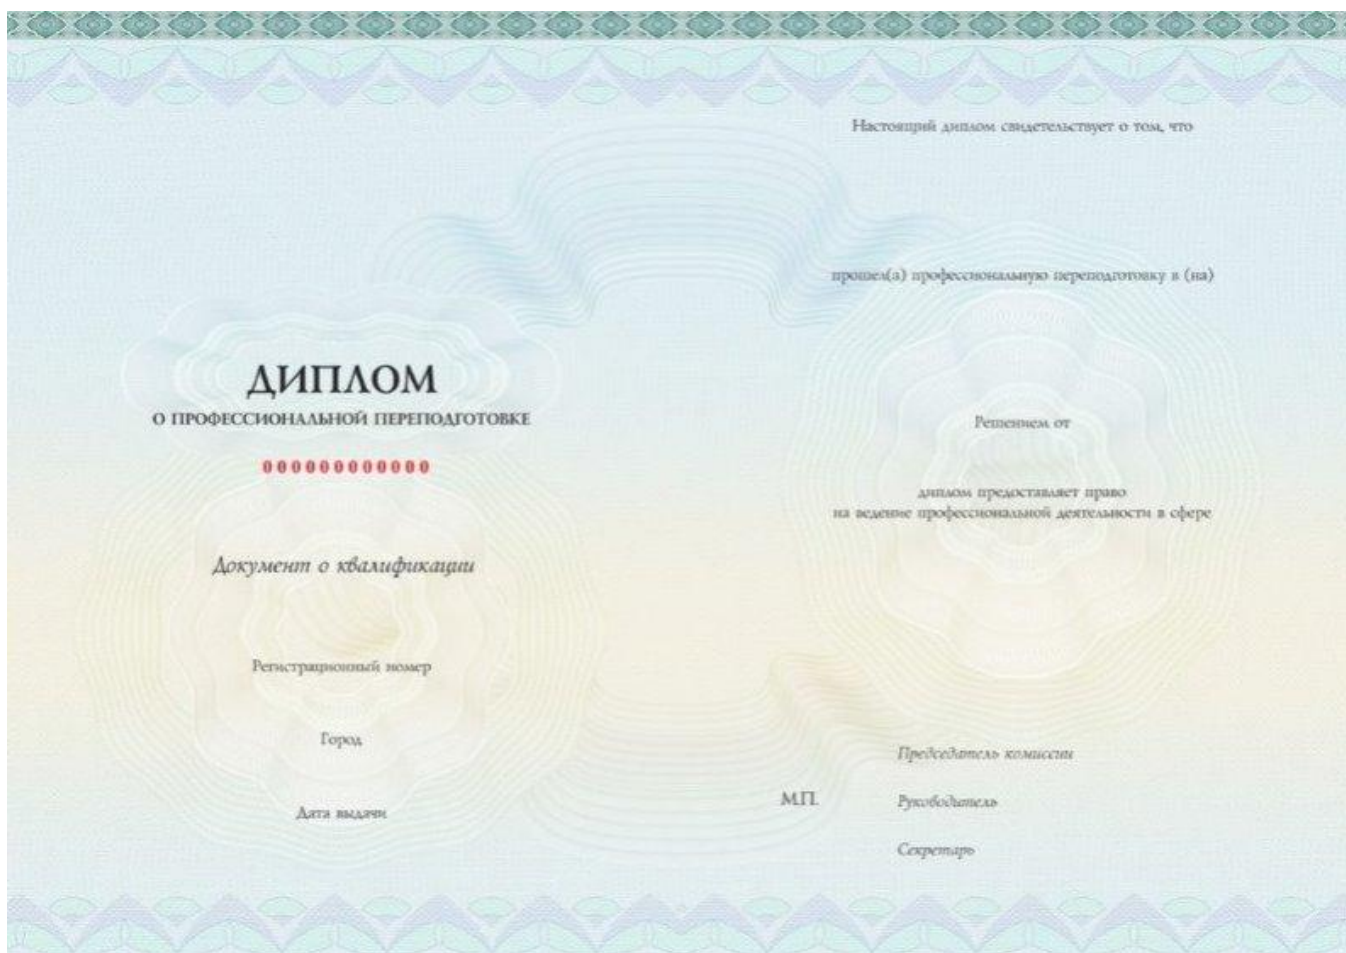 ДИПЛОМ
О ПРОФЕССИОНАЛЬНОЙ ПЕРЕПОДГОТОВКЕ
000000000000
Документ о квалификации
Регистрационный номер
Город
Дата выдачи
Настоящий диплом свидетельствует о том, что
прошел(а) профессиональную переподготовку в (на)
Решением от
диплом предоставляет право
на ведение профессиональной деятельности в сфере
М.П.
Председатель комиссии
Руководитель
Секретарь